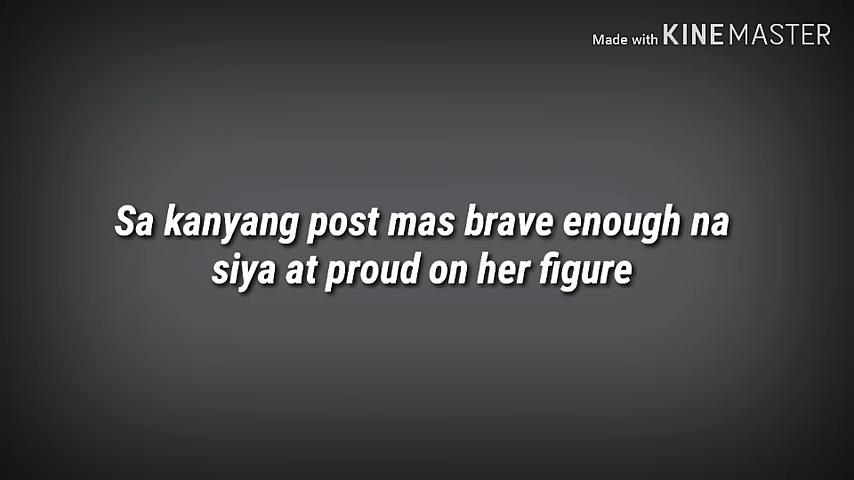 Made with KINEMASTER
Sa kanyang post mas brave enough na
siya at proud on her figure